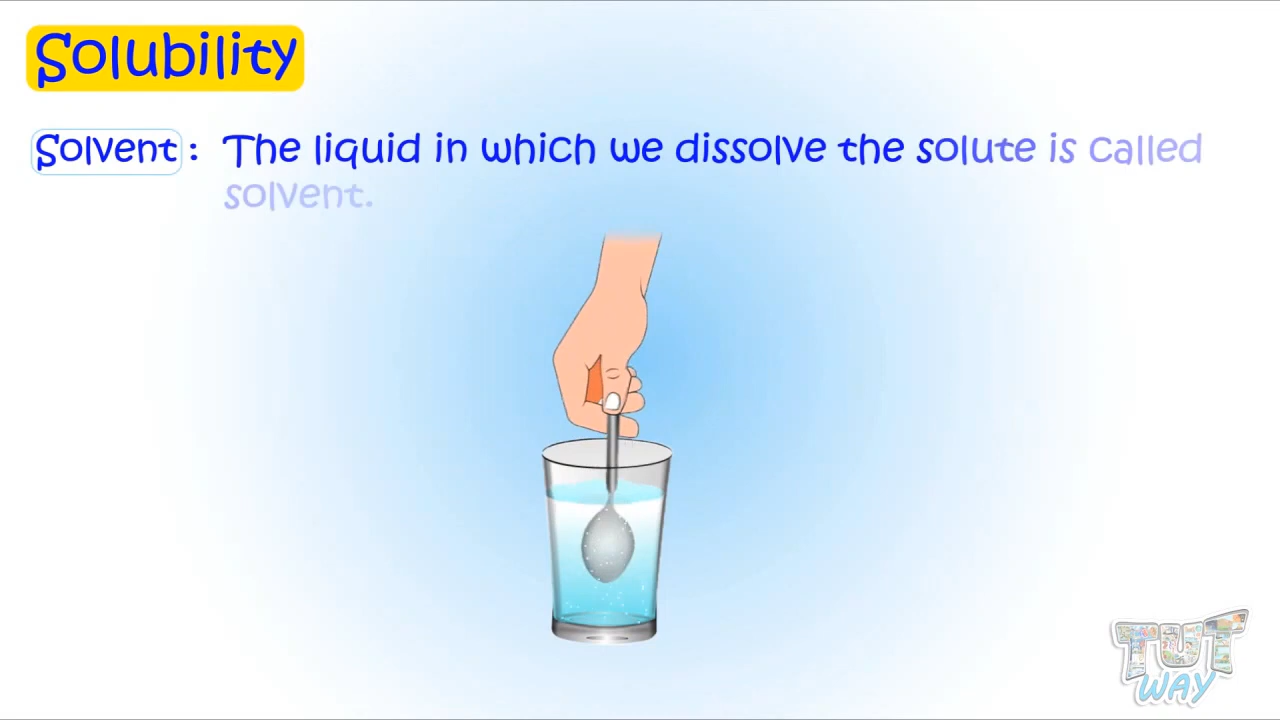 Solubility
Solvent : The liquid in which we dissolve the solute is called
solvent.
TUT
WAY